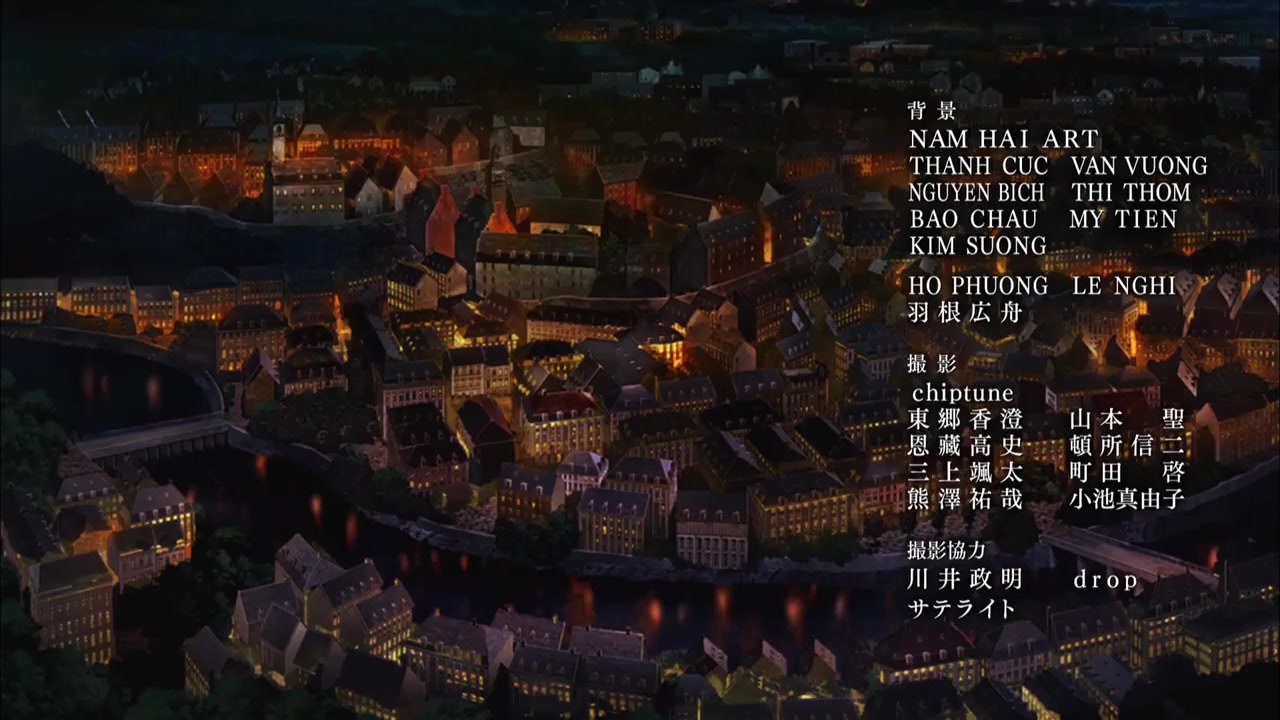 背景
NAM HAI ART
THANH CUC VAN VUONG
NGUYEN BICH THI THOM
BAO CHAU MY TIEN
KIM SUONG
HO PHUONG LE NGHI
羽根広舟
撮影
chiptune
東郷香澄 山本 聖
恩藏高史 頓所信二
三上颯太 町田 啓
熊澤祐哉 小池真由子
撮影協力
川井政明 drop
サテライト